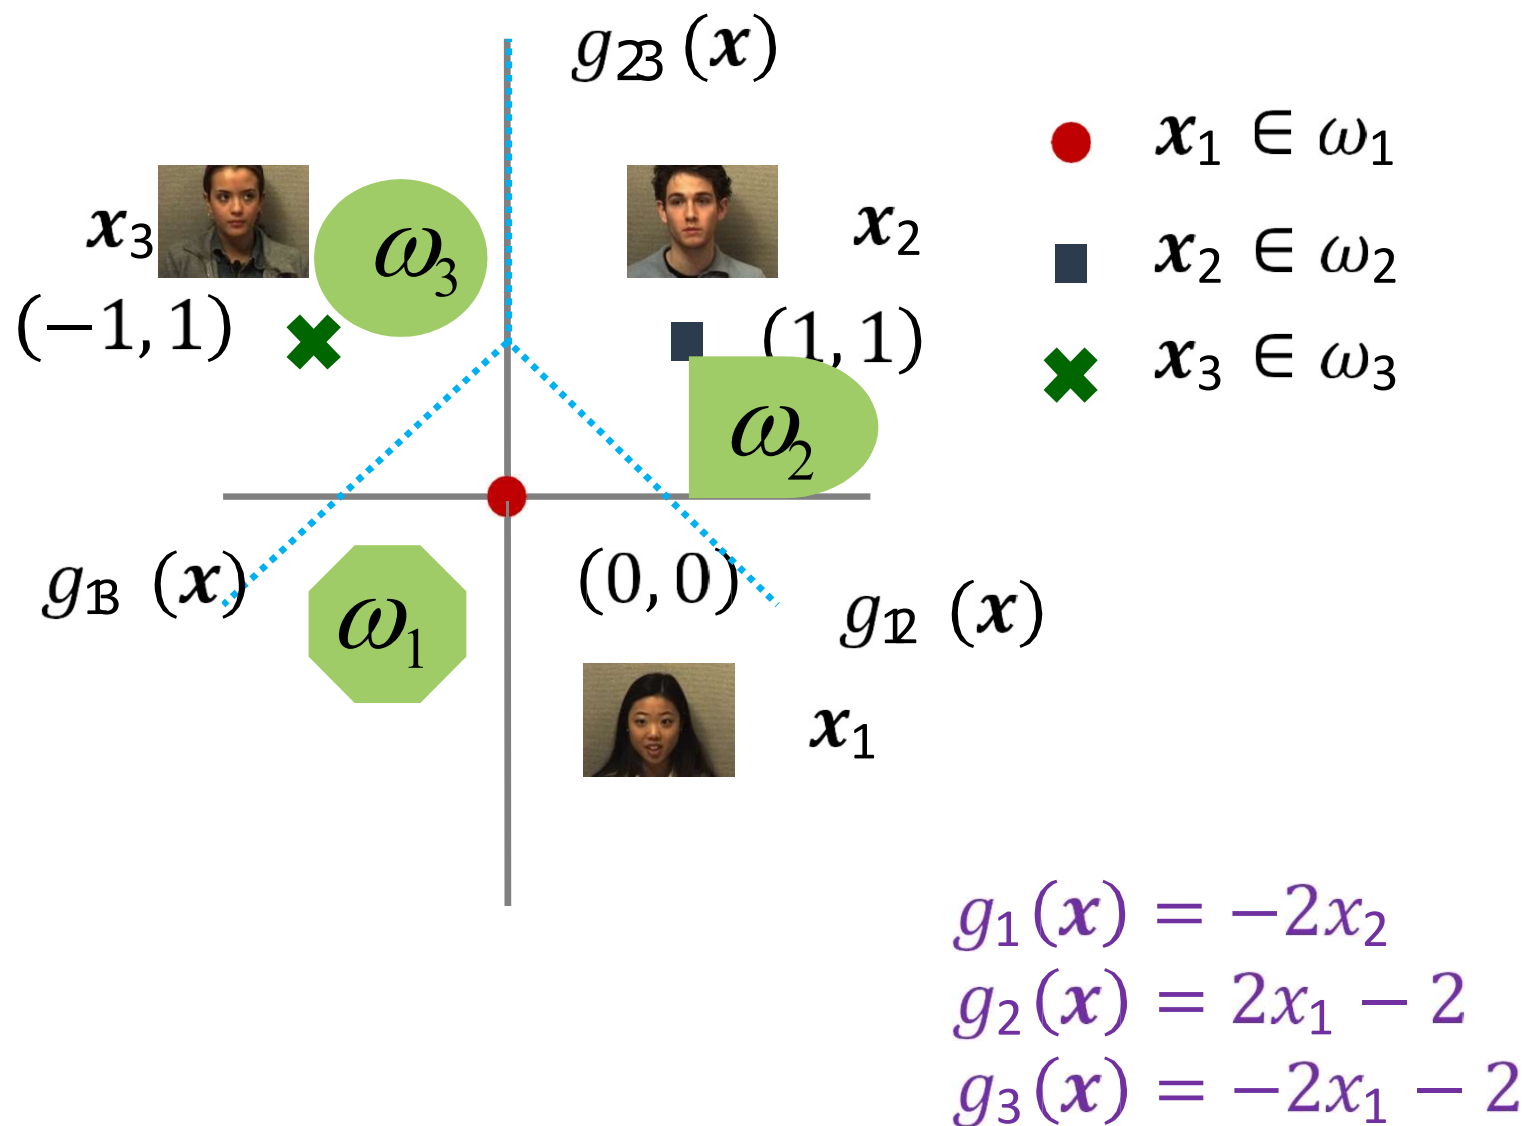 g₂₃ (x)
x₁ ∈ ω₁
x₃
ω₃
x₂
x₂ ∈ ω₂
(−1, 1)
(1, 1)
x₃ ∈ ω₃
ω₂
g₁₃ (x)
ω₁
(0, 0)
g₁₂ (x)
x₁
g₁(x) = −2x₂
g₂(x) = 2x₁ − 2
g₃(x) = −2x₁ − 2